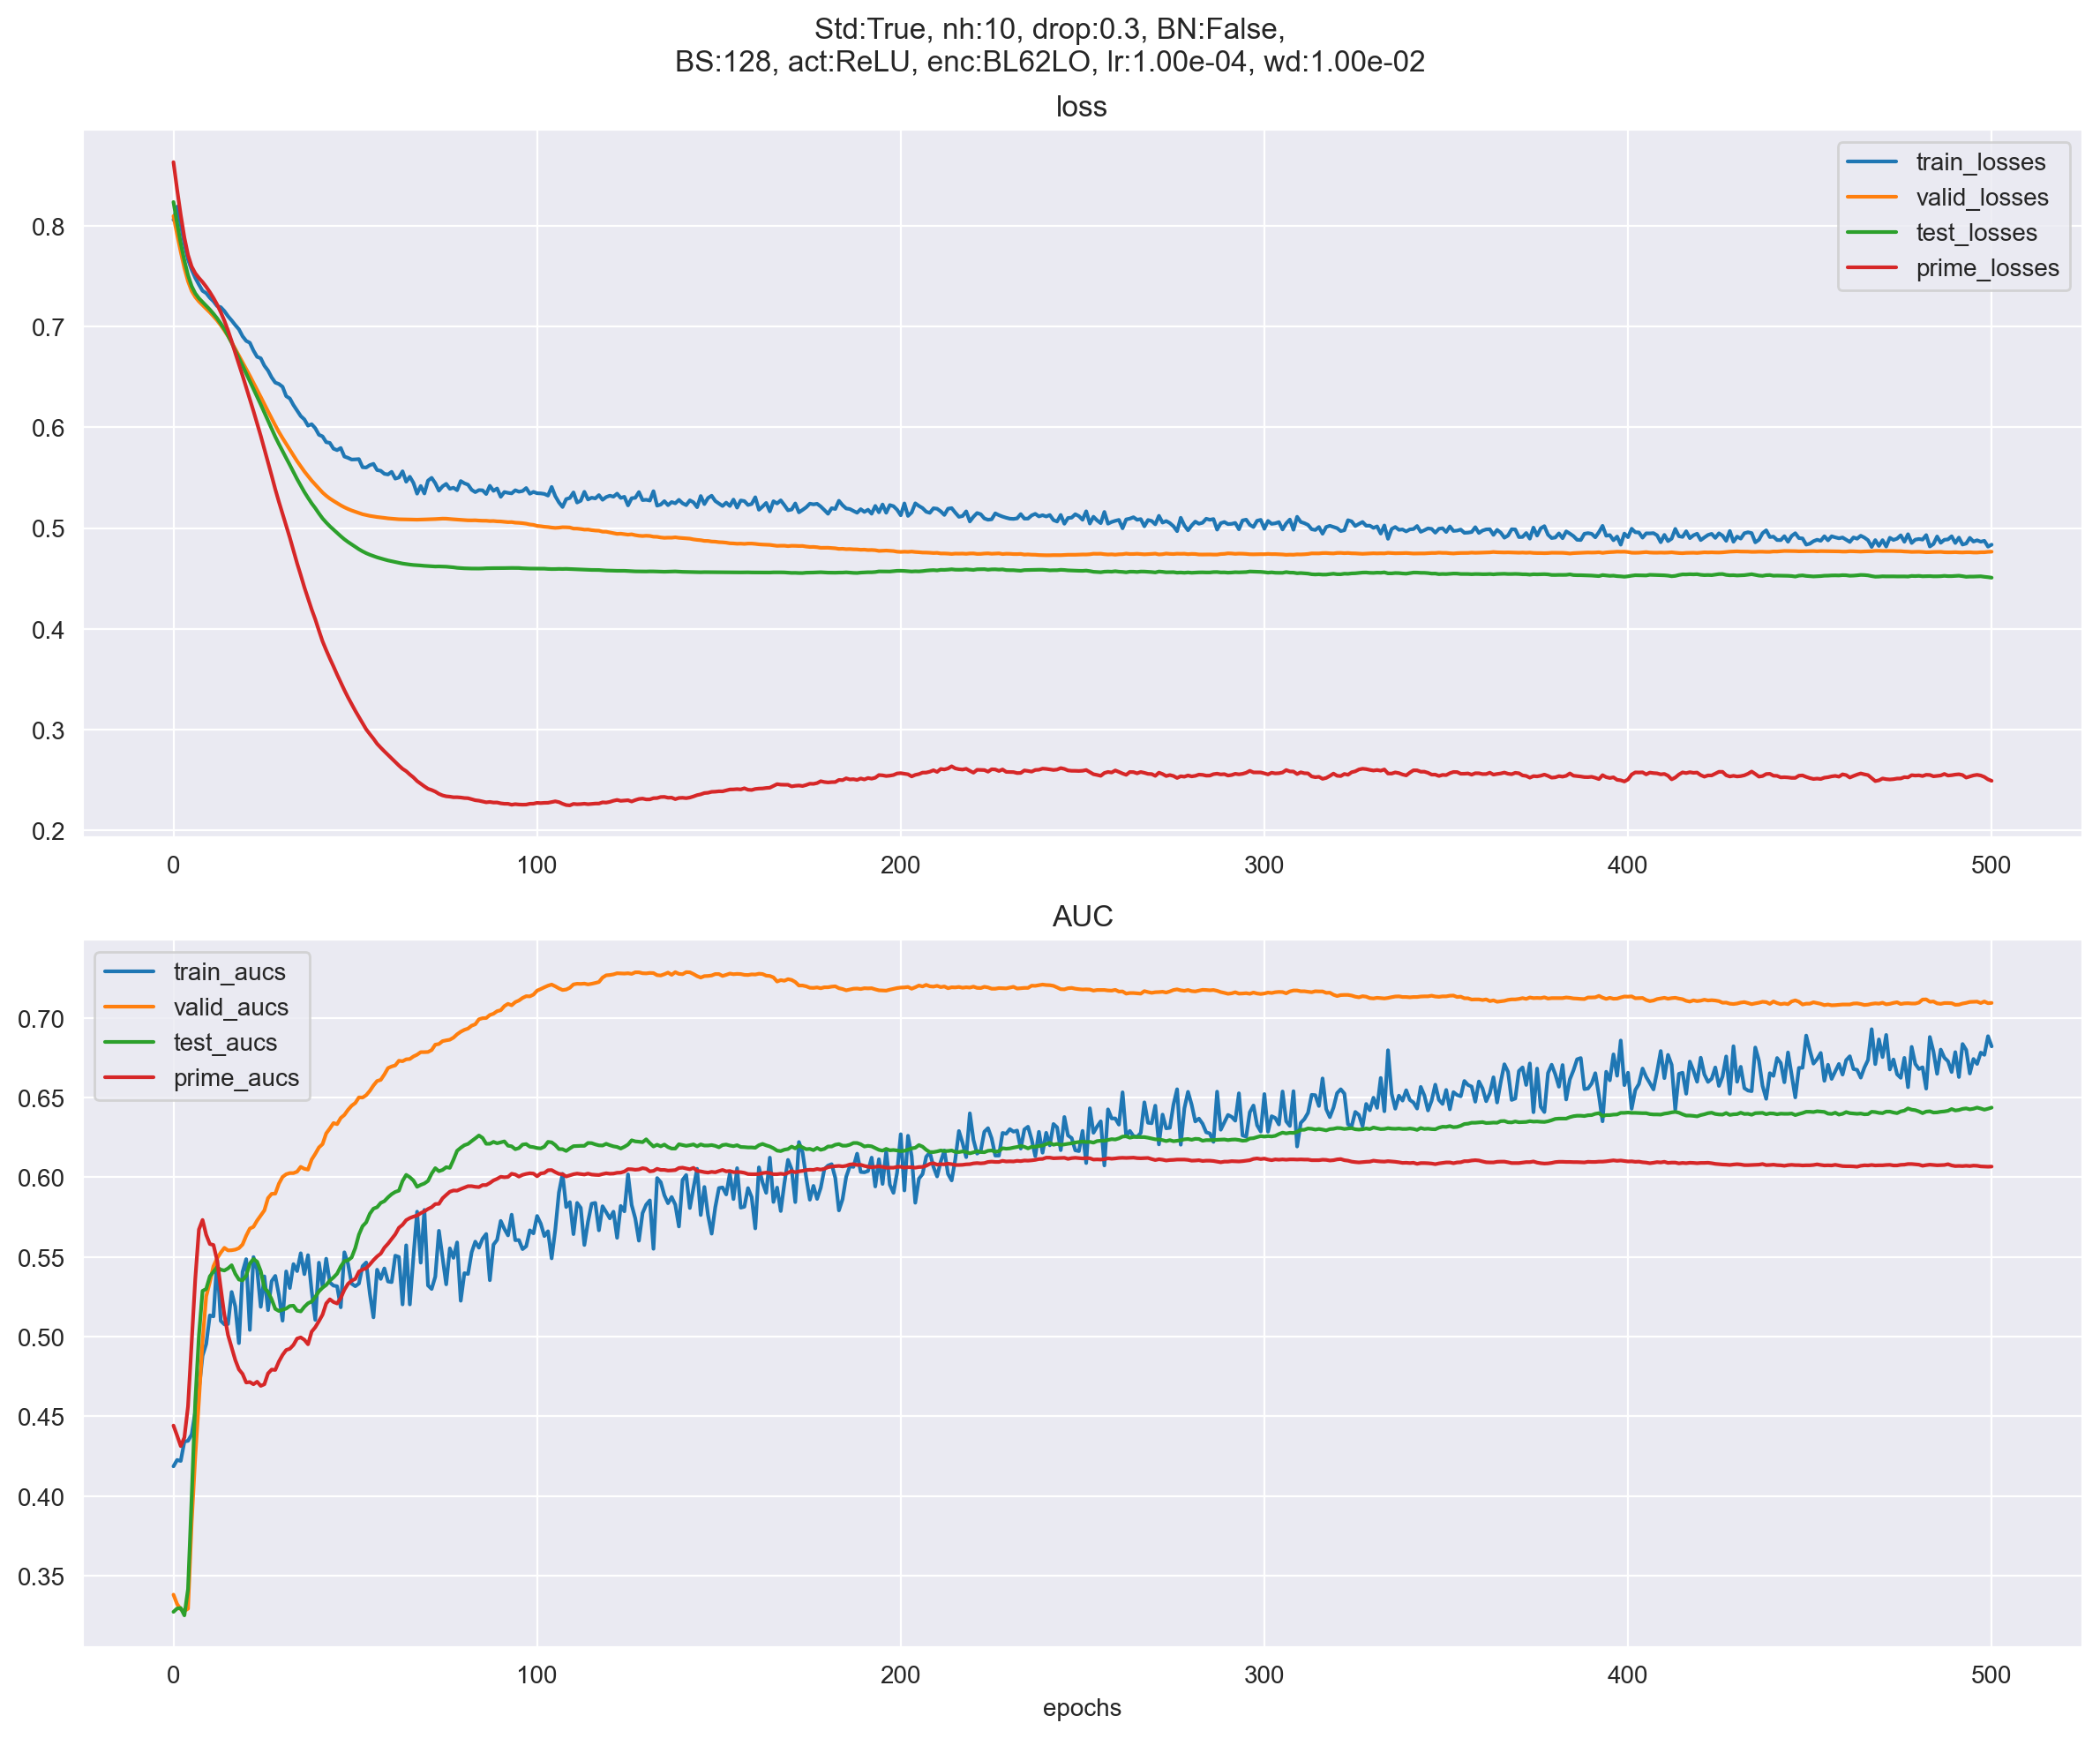 Std:True, nh:10, drop:0.3, BN:False,
BS:128, act:ReLU, enc:BL62LO, lr:1.00e-04, wd:1.00e-02
loss
train_losses
valid_losses
test_losses
prime_losses
0.8
0.7
0.6
0.5
0.4
0.3
0.2
0 100 200 300 400 500
AUC
train_aucs
valid_aucs
test_aucs
prime_aucs
0.70
0.65
0.60
0.55
0.50
0.45
0.40
0.35
0 100 200 300 400 500
epochs